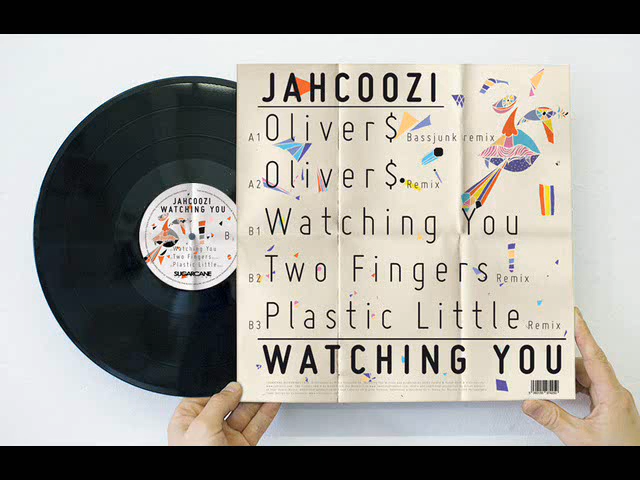 JAHCOOZI
WATCHING YOU
B
Watching You
Two Fingers
Plastic Little
SUGARCANE
JAHCOOZI
A1 Oliver$ Bassjunk remix
A2 Oliver$ Remix
B1 Watching You
B2 Two Fingers Remix
B3 Plastic Little Remix
WATCHING YOU